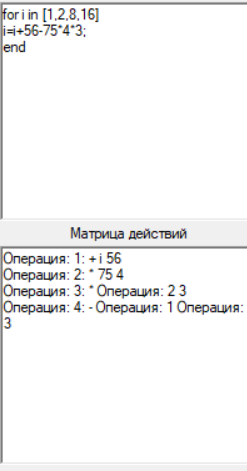 for i in [1,2,8,16]
i=i+56-75*4*3;
end
Матрица действий
Операция: 1: + i 56
Операция: 2: * 75 4
Операция: 3: * Операция: 2 3
Операция: 4: - Операция: 1 Операция:
3